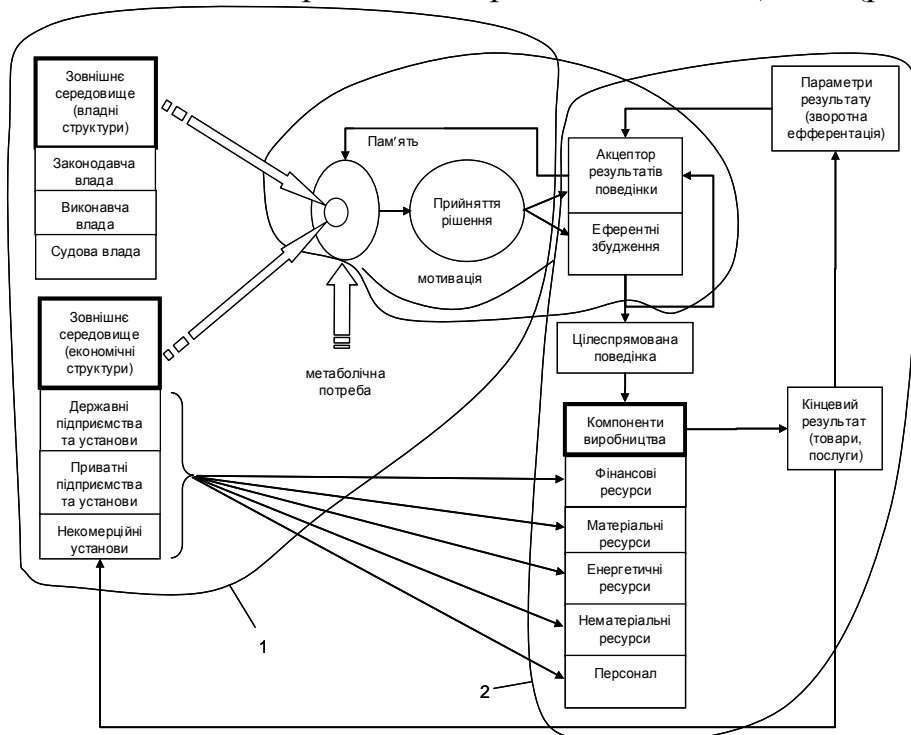 Зовнішнє
середовище
(владні
структури)
Законодавча
влада
Виконавча
влада
Судова влада
Зовнішнє
середовище
(економічні
структури)
Державні
підприємства
та установи
Приватні
підприємства
та установи
Некомерційні
установи
Пам’ять
Прийняття
рішення
мотивація
метаболічна
потреба
Акцептор
результатів
поведінки
Еферентні
збудження
Цілеспрямована
поведінка
Компоненти
виробництва
Фінансові
ресурси
Матеріальні
ресурси
Енергетичні
ресурси
Нематеріальні
ресурси
Персонал
Параметри
результату
(зворотна
ефферентація)
Кінцевий
результат
(товари,
послуги)
1
2